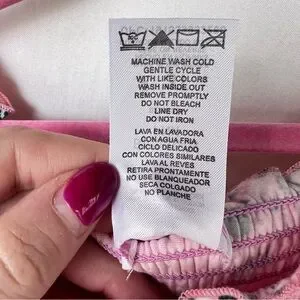 MACHINE WASH COLD
GENTLE CYCLE
WITH LIKE COLORS
WASH INSIDE OUT
REMOVE PROMPTLY
DO NOT BLEACH
LINE DRY
DO NOT IRON
LAVA EN LAVADORA
CON AGUA FRIA
CICLO DELICADO
CON COLORES SIMILARES
LAVA AL REVES
RETIRA PRONTAMENTE
NO USE BLANQUEADOR
SECA COLGADO
NO PLANCHE